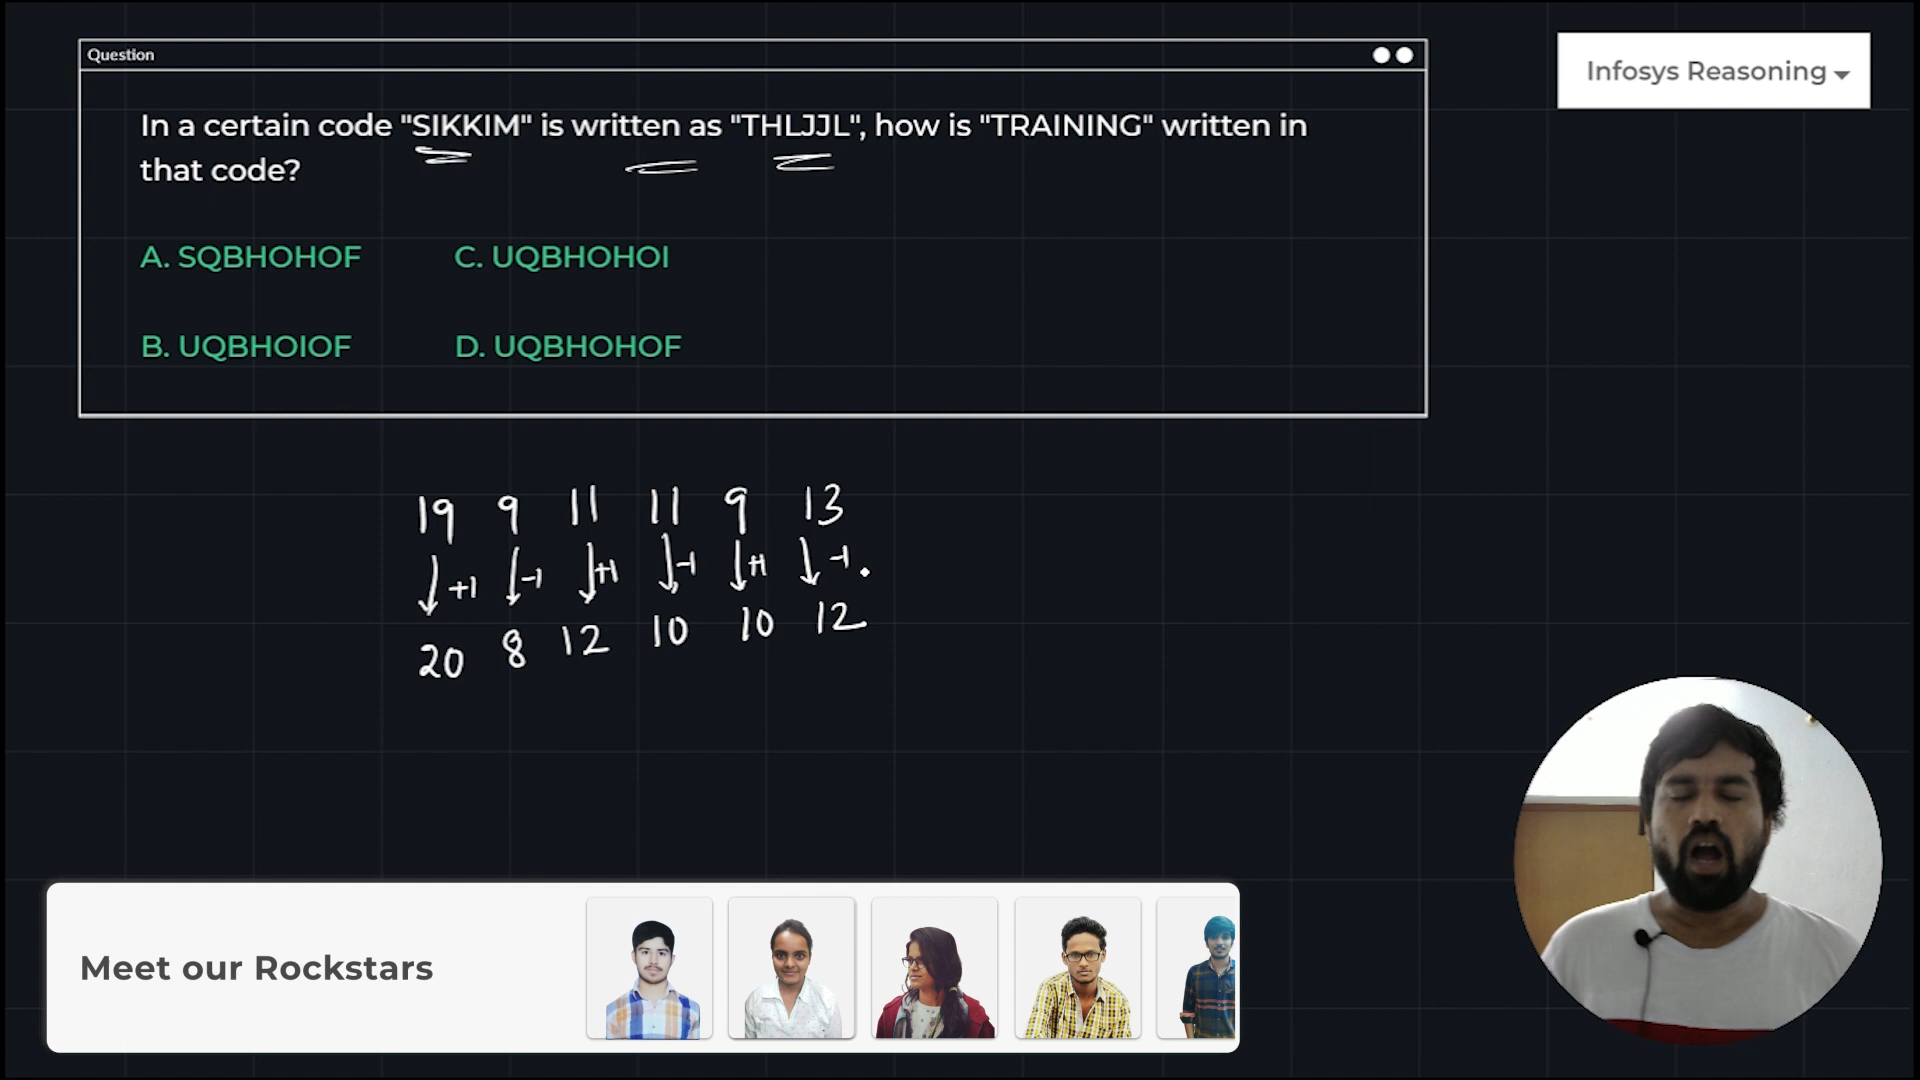 Question
Infosys Reasoning
In a certain code "SIKKIM" is written as "THLJJL", how is "TRAINING" written in
that code?
A. SQBHOHOF C. UQBHOHOI
B. UQBHOIOF D. UQBHOHOF
19 9 11 11 9 13
+1 -1 +1 -1 +1 -1
20 8 12 10 10 12
Meet our Rockstars